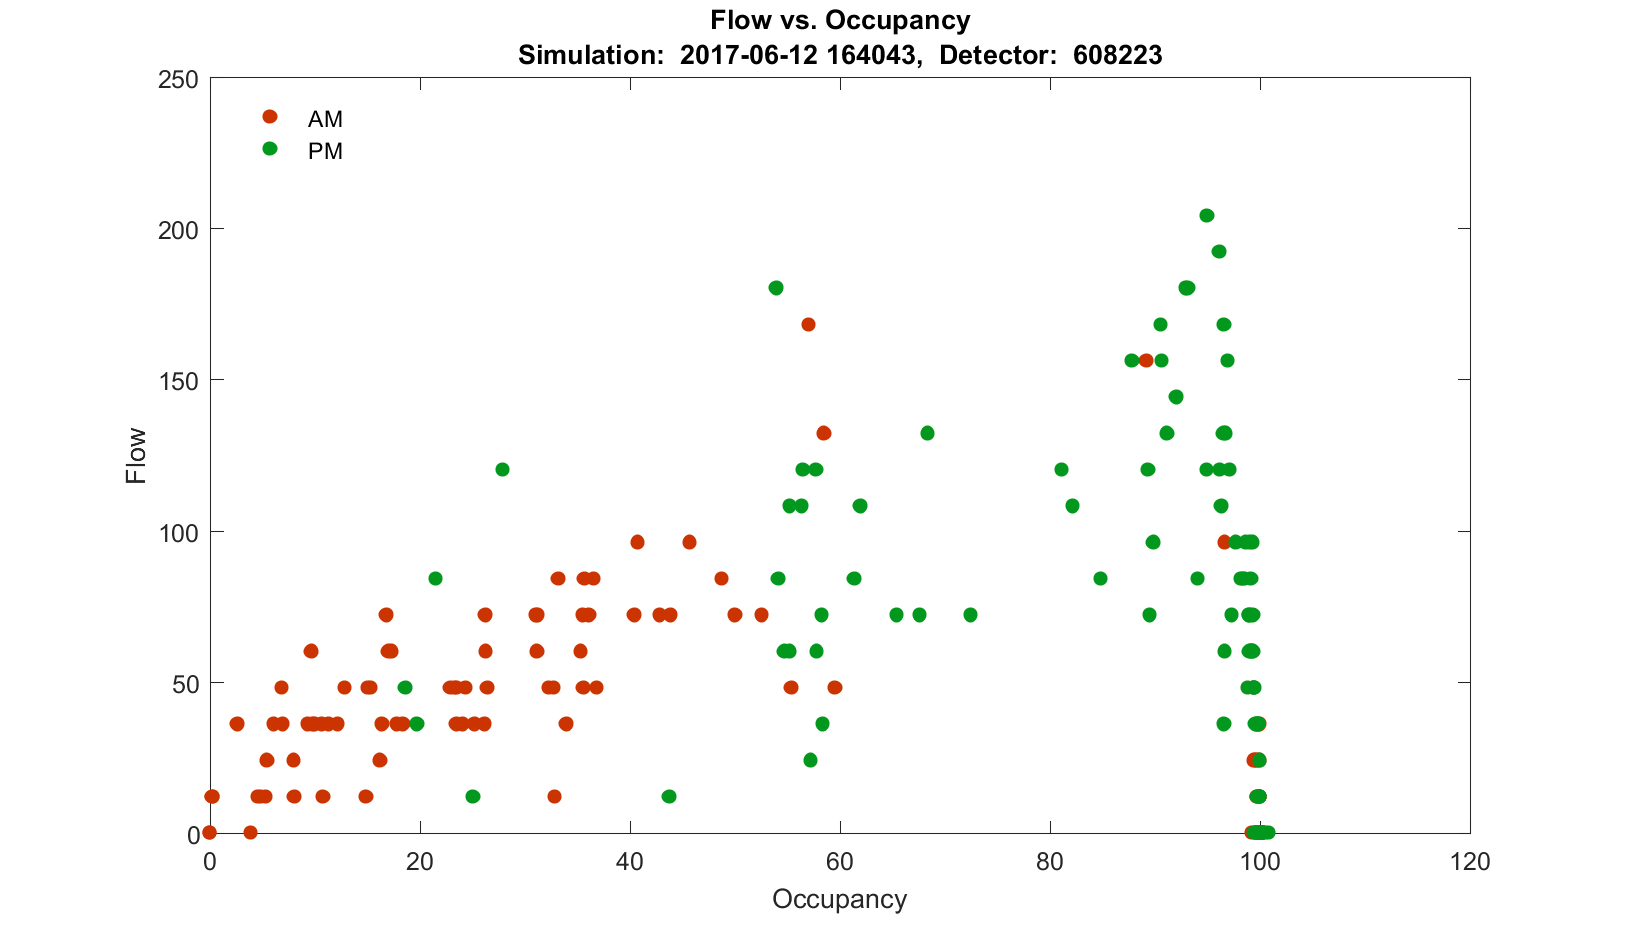 Flow vs. Occupancy
Simulation:  2017-06-12 164043,  Detector:  608223
250
AM
PM
200
150
Flow
100
50
0
0 20 40 60 80 100 120
Occupancy